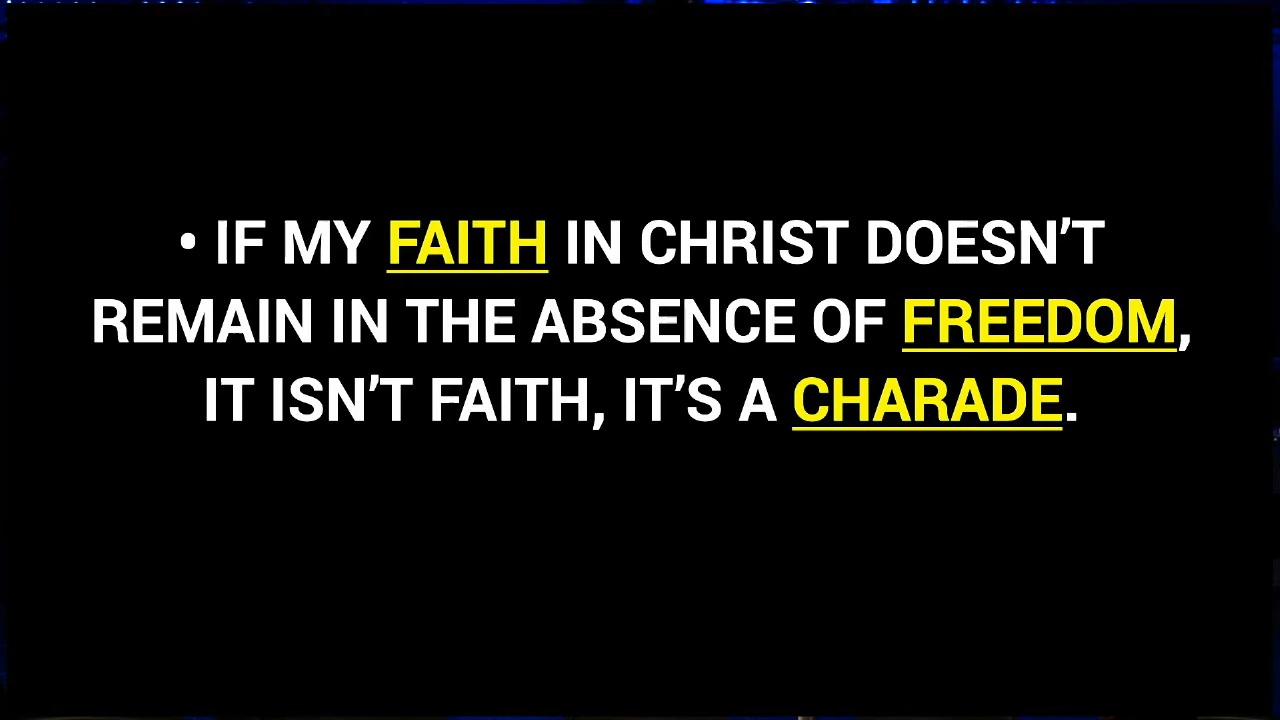 • IF MY FAITH IN CHRIST DOESN’T
REMAIN IN THE ABSENCE OF FREEDOM,
IT ISN’T FAITH, IT’S A CHARADE.